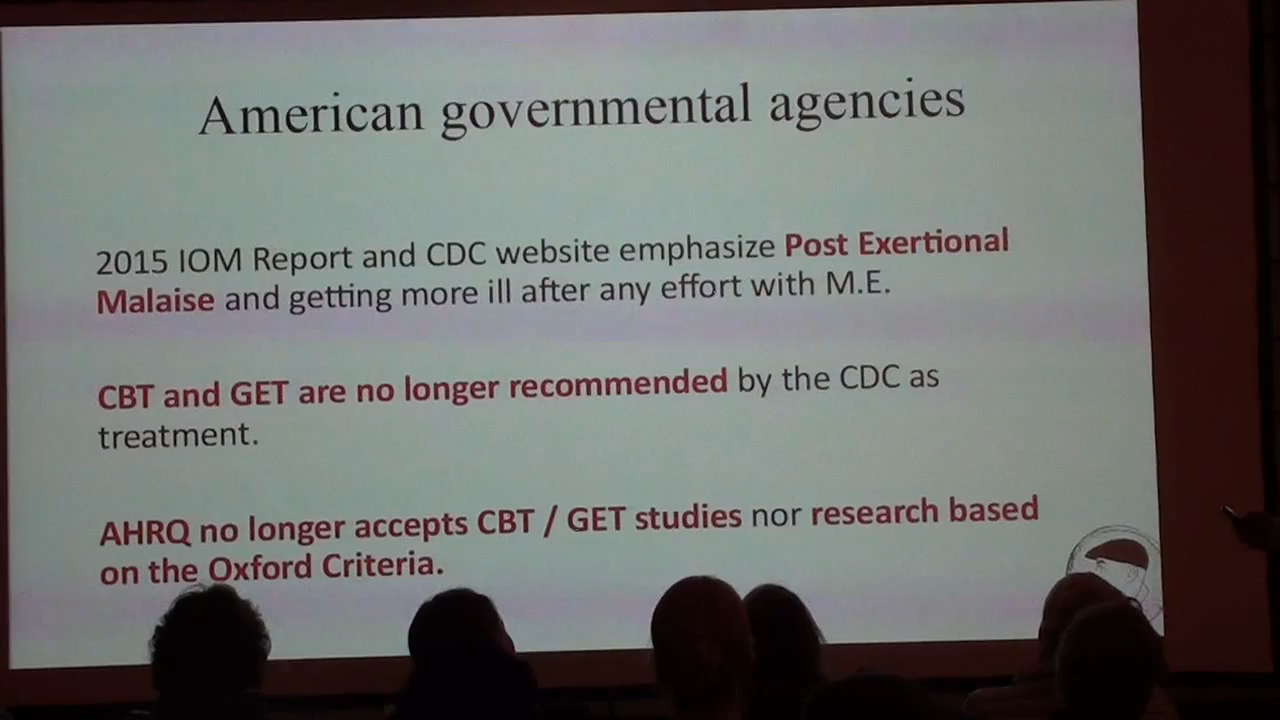 American governmental agencies
2015 IOM Report and CDC website emphasize Post Exertional
Malaise and getting more ill after any effort with M.E.
CBT and GET are no longer recommended by the CDC as
treatment.
AHRQ no longer accepts CBT / GET studies nor research based
on the Oxford Criteria.